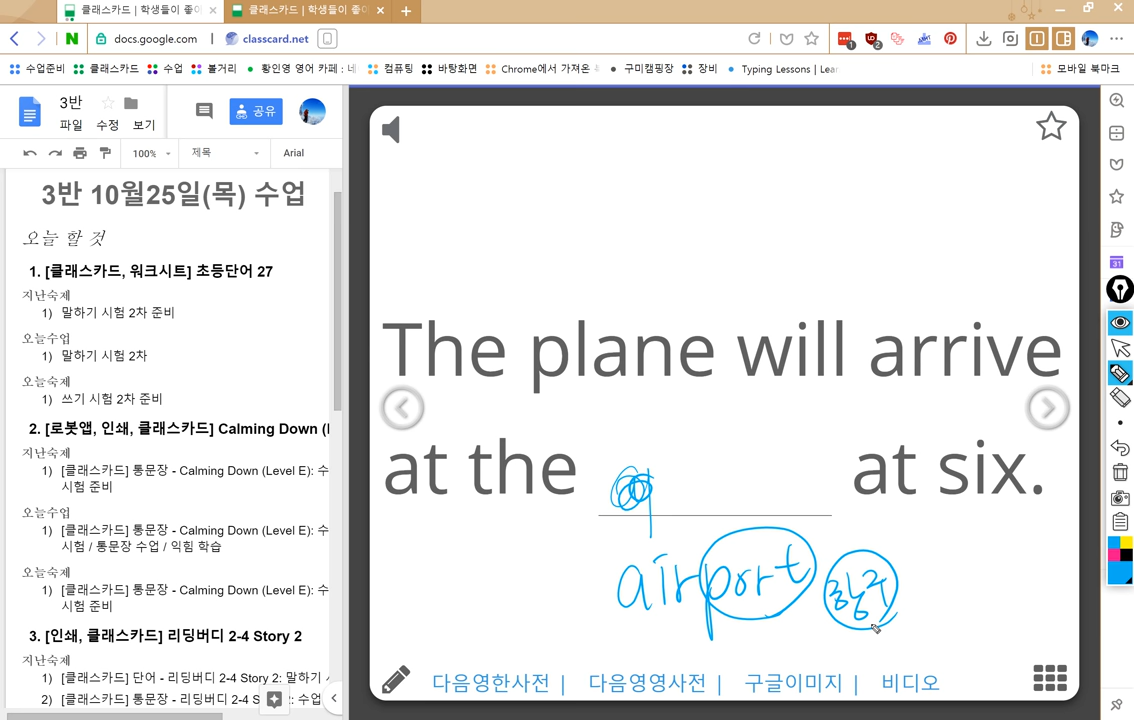 클래스카드 | 학생들이 좋아
클래스카드 | 학생들이 좋아
N docs.google.com | classcard.net
수업준비 클래스카드 수업 볼거리 황인영 영어 카페 : 네 컴퓨팅 바탕화면 Chrome에서 가져온 구미캠핑장 장비 Typing Lessons | Lear 모바일 북마크
3반
파일 수정 보기
공유
100% 제목 Arial
3반 10월25일(목) 수업
오늘 할 것
1. [클래스카드, 워크시트] 초등단어 27
지난숙제
1) 말하기 시험 2차 준비
오늘수업
1) 말하기 시험 2차
오늘숙제
1) 쓰기 시험 2차 준비
2. [로봇앱, 인쇄, 클래스카드] Calming Down (
지난숙제
1) [클래스카드] 통문장 - Calming Down (Level E): 수
시험 준비
오늘수업
1) [클래스카드] 통문장 - Calming Down (Level E): 수
시험 / 통문장 수업 / 익힘 학습
오늘숙제
1) [클래스카드] 통문장 - Calming Down (Level E): 수
시험 준비
3. [인쇄, 클래스카드] 리딩버디 2-4 Story 2
지난숙제
1) [클래스카드] 단어 - 리딩버디 2-4 Story 2: 말하기
2) [클래스카드] 통문장 - 리딩버디 2-4 S 2: 수업
The plane will arrive
at the ______ at six.
airport
다음영한사전 | 다음영영사전 | 구글이미지 | 비디오
31